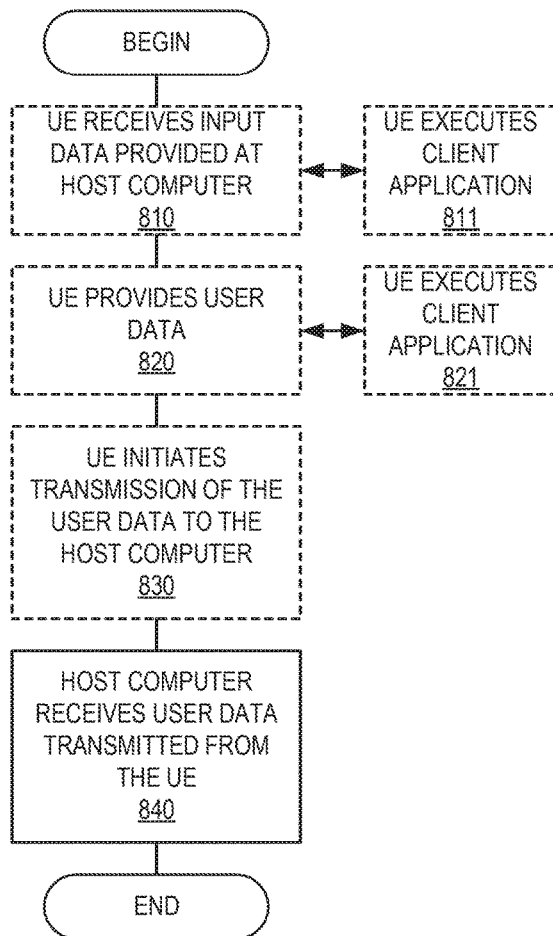 BEGIN
UE RECEIVES INPUT
DATA PROVIDED AT
HOST COMPUTER
810
UE EXECUTES
CLIENT
APPLICATION
811
UE PROVIDES USER
DATA
820
UE EXECUTES
CLIENT
APPLICATION
821
UE INITIATES
TRANSMISSION OF THE
USER DATA TO THE
HOST COMPUTER
830
HOST COMPUTER
RECEIVES USER DATA
TRANSMITTED FROM
THE UE
840
END